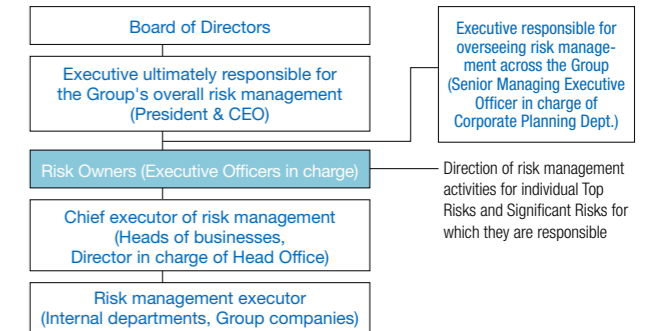 Board of Directors
Executive ultimately responsible for
the Group's overall risk management
(President & CEO)
Executive responsible for
overseeing risk manage-
ment across the Group
(Senior Managing Executive
Officer in charge of
Corporate Planning Dept.)
Risk Owners (Executive Officers in charge)
Direction of risk management
activities for individual Top
Risks and Significant Risks for
which they are responsible
Chief executor of risk management
(Heads of businesses,
Director in charge of Head Office)
Risk management executor
(Internal departments, Group companies)